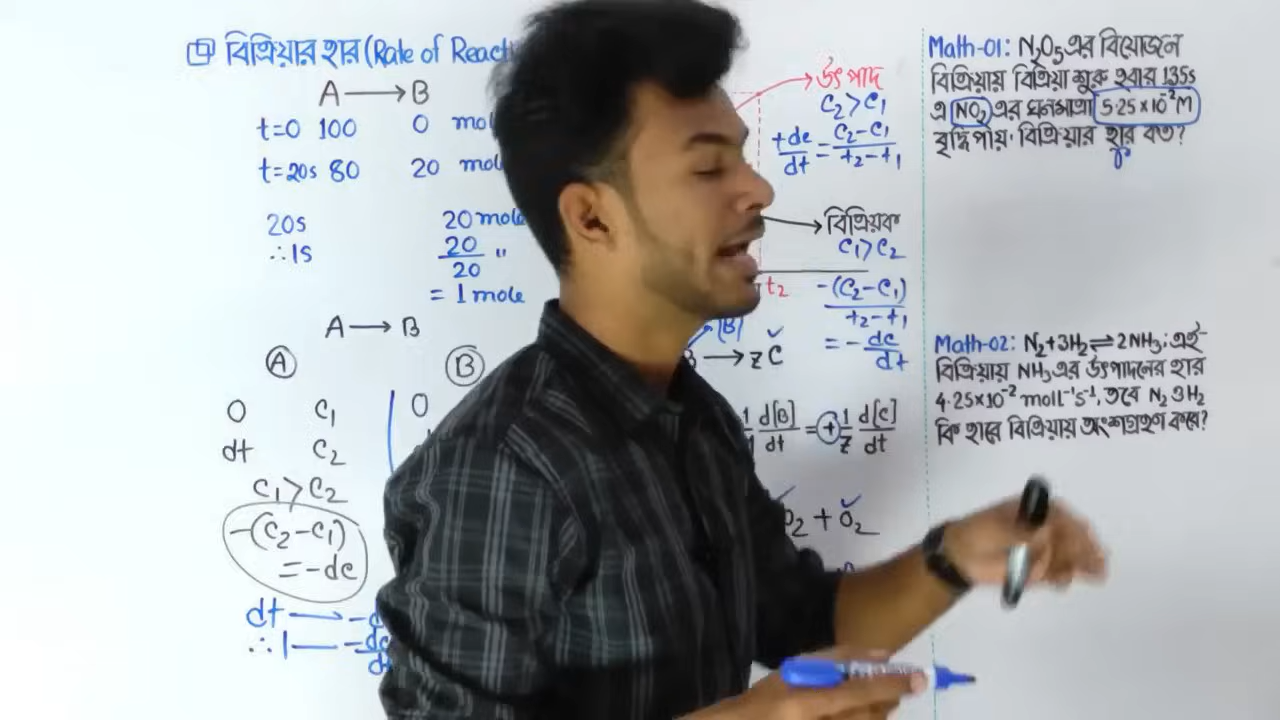 বিক্রিয়ার হার (Rate of React
A → B
t=0 100 0 mol
t=20s 80 20 mol
20s 20 mole
∴1s 20/20 "
= 1 mole
A → B
A B
0 C₁ 0
dt C₂
C₁>C₂
-(C₂-C₁)
= -dc
dt → -d
∴1 — -dc/dt
উৎপাদ
C₂>C₁
+dc/dt = C₂-C₁/t₂-t₁
বিক্রিয়ক
C₁>C₂
t₂
-(C₂-C₁)/t₂-t₁
= -dc/dt
[B]
B → zC
d[B]/dt = + 1/z d[C]/dt
O₂ + O₂
Math-01: N₂O₅ এর বিয়োজন
বিক্রিয়ায় বিক্রিয়া শুরু হবার 135s
এ NO₂ এর ঘনমাত্রা 5.25×10⁻²M
বৃদ্ধি পায়. বিক্রিয়ার হার কত?
r
Math-02: N₂+3H₂⇌2NH₃; এই
বিক্রিয়ায় NH₃ এর উৎপাদনের হার
4.25×10⁻² moll⁻¹s⁻¹, তবে N₂ ও H₂
কি হারে বিক্রিয়ায় অংশগ্রহণ করে?